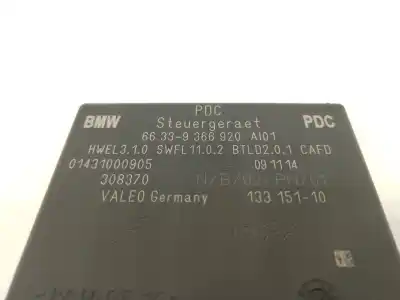 PDC
BMW Steuergeraet PDC
66.33-9 366 920 AI01
HWEL3.1.0 SWFL11.0.2 BTLD2.0.1 CAFD
01431000905 09 11 14
308370
VALEO Germany 133 151-10